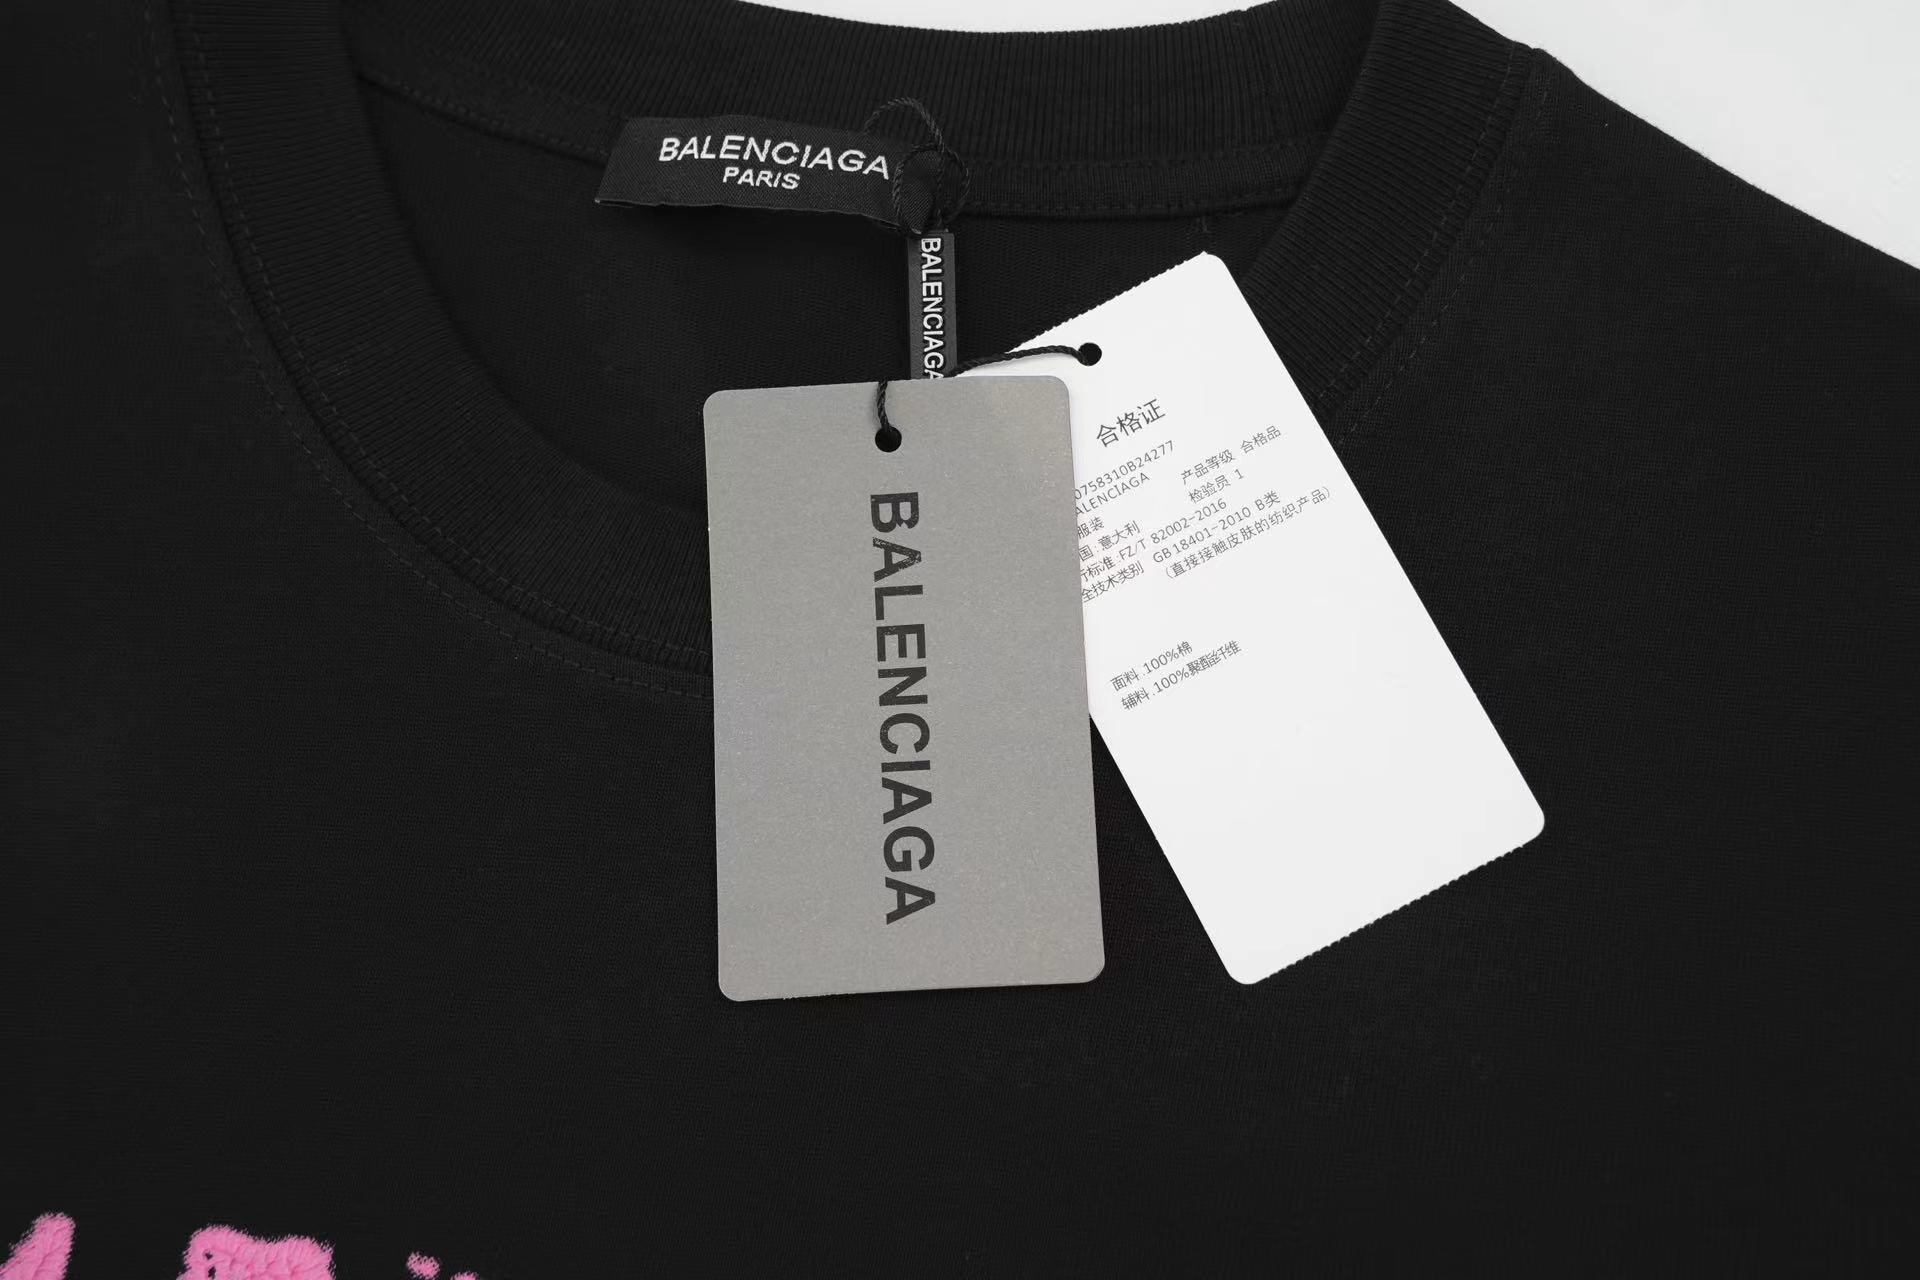 BALENCIAGA
PARIS
BALENCIAGA
BALENCIAGA
合格证
0758310B24277
ALENCIAGA
产品等级 合格品
服装
检验员 1
国:意大利
行标准:FZ/T 82002-2016
全技术类别 GB18401-2010 B类
(直接接触皮肤的纺织产品)
面料:100%棉
辅料:100%聚酯纤维